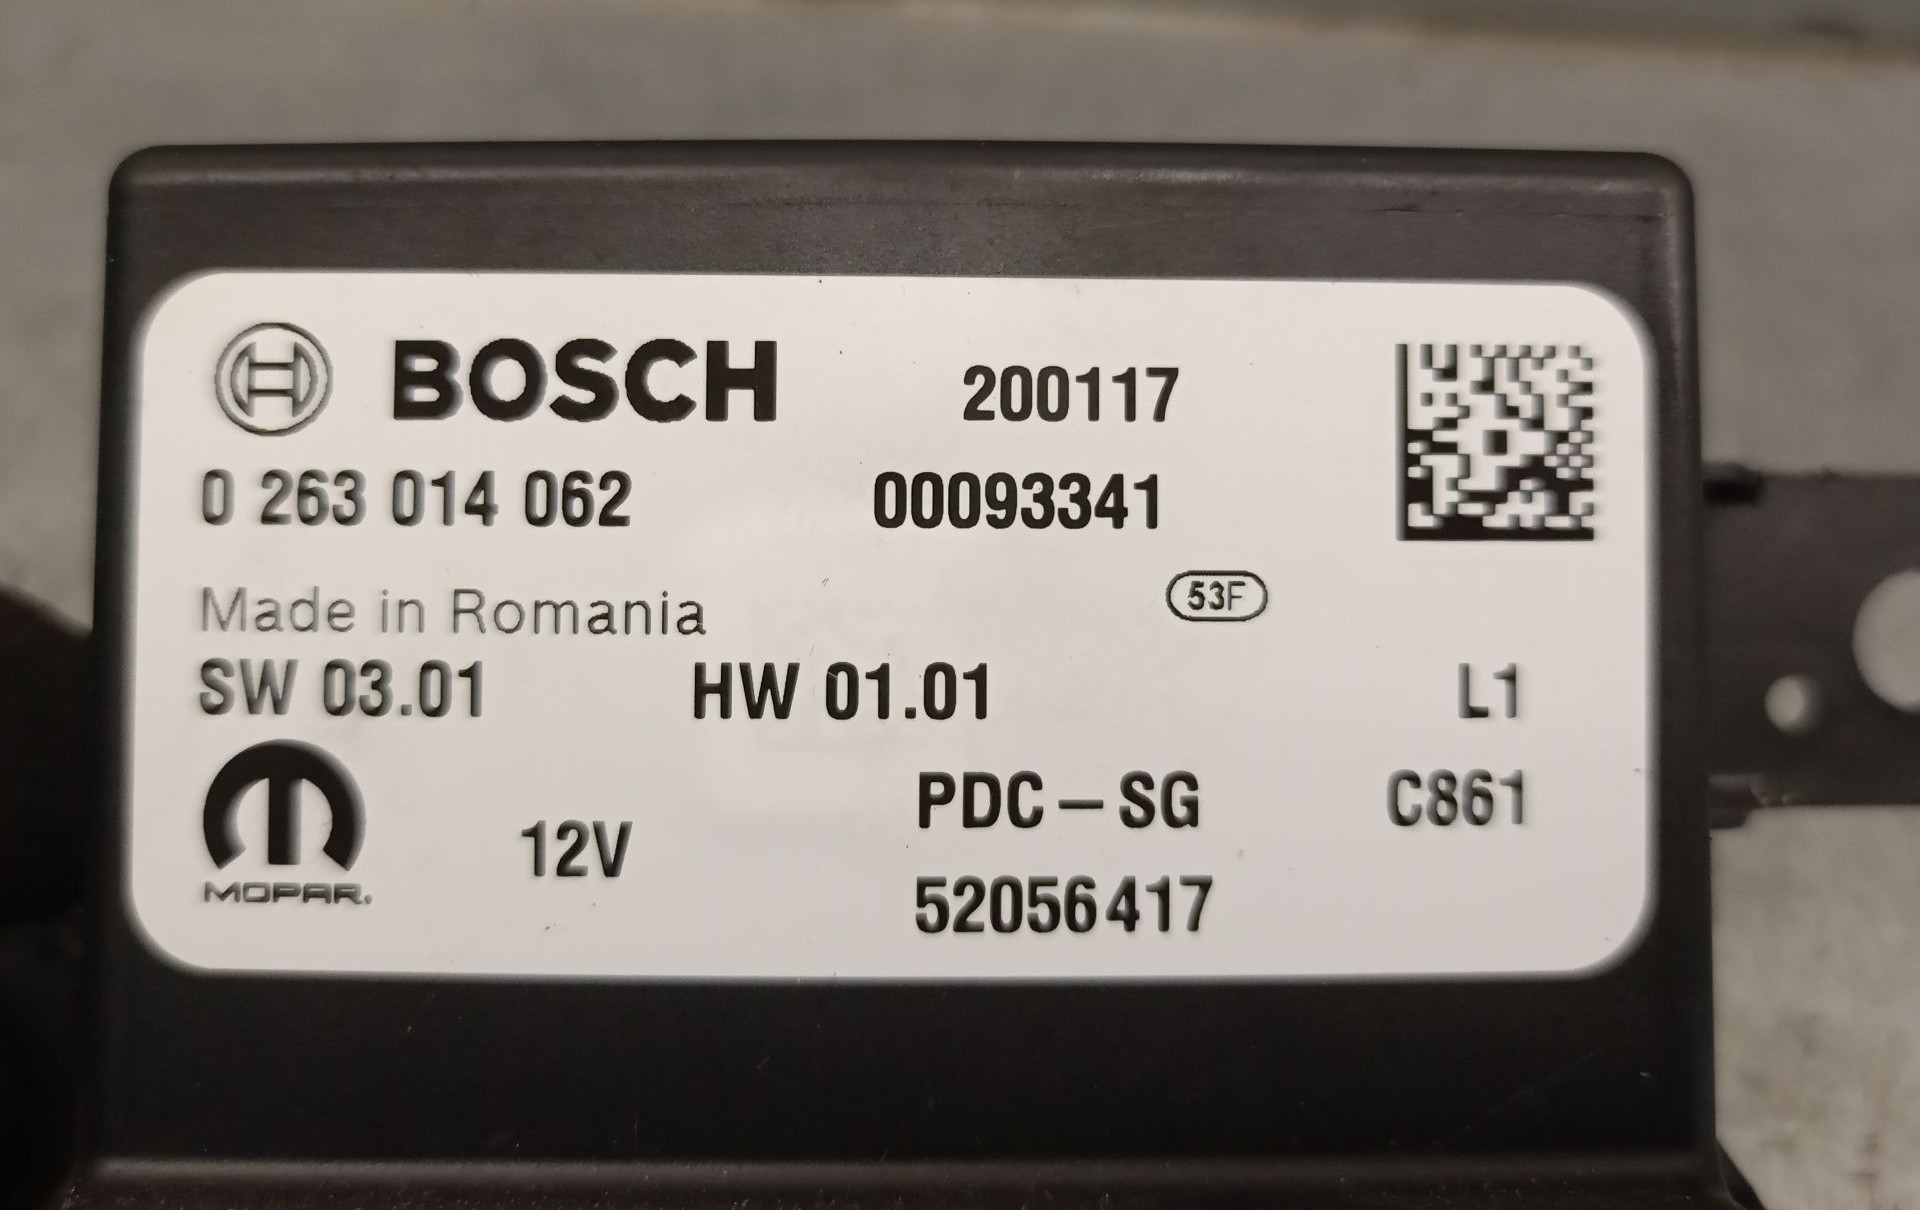 BOSCH 200117
0 263 014 062 00093341
Made in Romania 53F
SW 03.01 HW 01.01 L1
PDC-SG C861
12V
MOPAR.
52056417